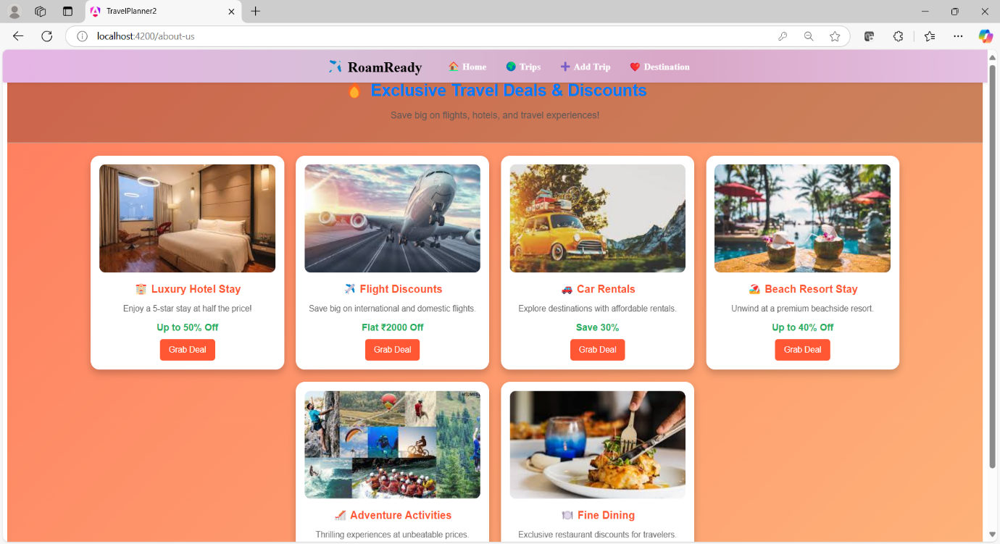 TravelPlanner2
localhost:4200/about-us
RoamReady Home Trips Add Trip Destination
Exclusive Travel Deals & Discounts
Save big on flights, hotels, and travel experiences!
Luxury Hotel Stay
Enjoy a 5-star stay at half the price!
Up to 50% Off
Grab Deal
Flight Discounts
Save big on international and domestic flights.
Flat ₹2000 Off
Grab Deal
Car Rentals
Explore destinations with affordable rentals.
Save 30%
Grab Deal
Beach Resort Stay
Unwind at a premium beachside resort.
Up to 40% Off
Grab Deal
Adventure Activities
Thrilling experiences at unbeatable prices.
Fine Dining
Exclusive restaurant discounts for travelers.